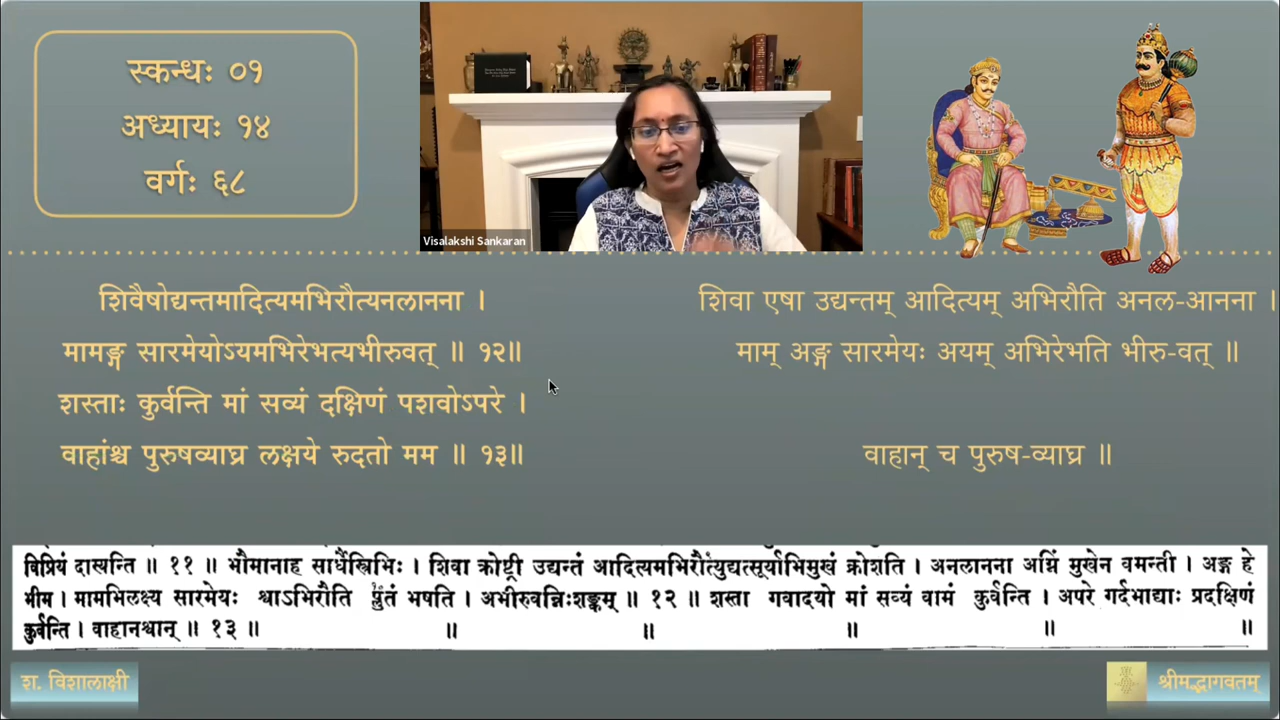 स्कन्धः ०१
अध्यायः १४
वर्गः ६८
Visalakshi Sankaran
शिवैषोद्यन्तमादित्यमभिरौत्यनलानना ।
मामङ्ग सारमेयोऽयमभिरेभत्यभीरुवत् ॥ १२॥
शस्ताः कुर्वन्ति मां सव्यं दक्षिणं पशवोऽपरे ।
वाहांश्च पुरुषव्याघ्र लक्षये रुदतो मम ॥ १३॥
शिवा एषा उद्यन्तम् आदित्यम् अभिरौति अनल-आनना ।
माम् अङ्ग सारमेयः अयम् अभिरेभति भीरु-वत् ॥
वाहान् च पुरुष-व्याघ्र ॥
विप्रियं दास्यन्ति ॥ ११ ॥ भौमानाह सार्धैस्त्रिभिः । शिवा क्रोष्ट्री उद्यन्तं आदित्यमभिरौत्युद्यत्सूर्याभिमुखं क्रोशति । अनलानना अग्निं मुखेन वमन्ती । अङ्ग हे
भीम । मामभिलक्ष्य सारमेयः श्वाऽभिरौति प्लुतं भषति । अभीरुवन्निःशङ्कम् ॥ १२ ॥ शस्ता गवादयो मां सव्यं वामं कुर्वन्ति । अपरे गर्दभाद्याः प्रदक्षिणं
कुर्वन्ति । वाहानश्वान् ॥ १३ ॥ ॥ ॥ ॥ ॥ ॥
श. विशालाक्षी
श्रीमद्भागवतम्